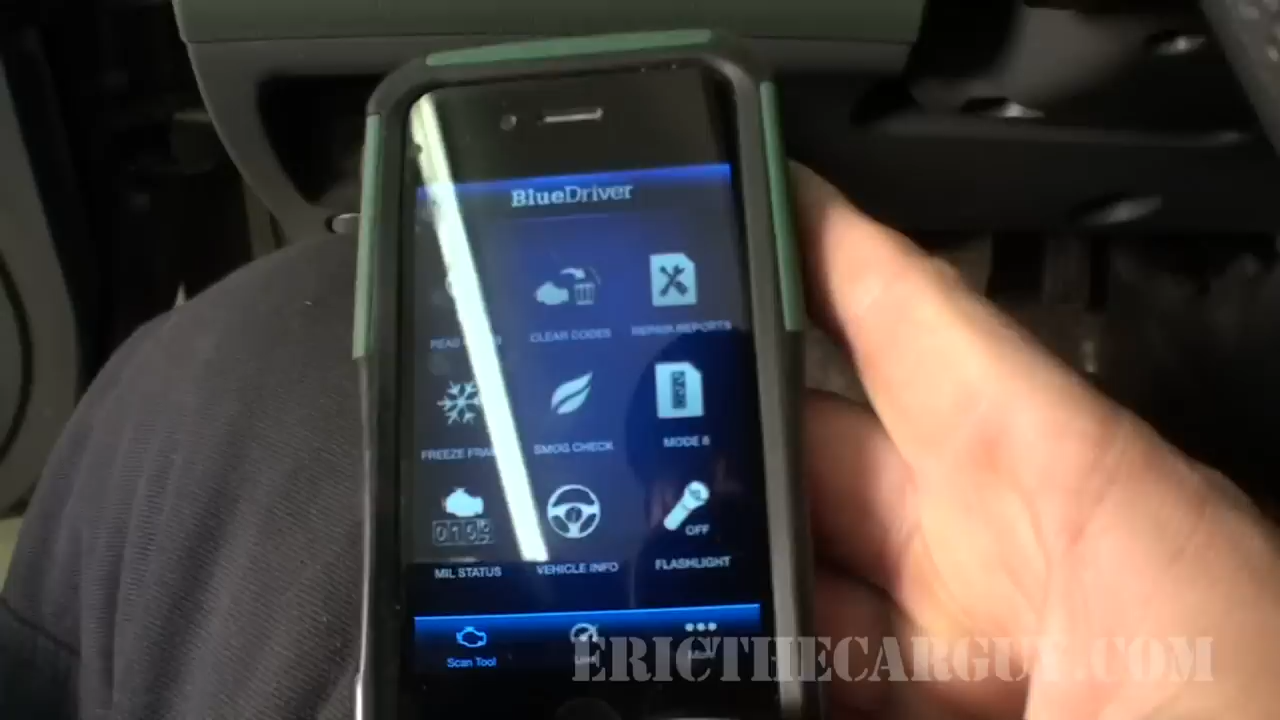 BlueDriver
CLEAR CODES
REPAIR REPORTS
FREEZE
SMOG CHECK
MODE 6
OFF
MIL STATUS
VEHICLE INFO
FLASHLIGHT
Scan Tool
ERICTHECARGUY.COM